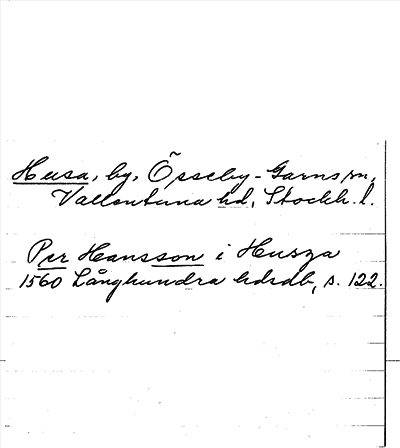 Husa, by, Össeby-Garns sn,
Vallentuna hd, Stockh. l.
Per Hansson i Husza
1560 Långhundra hdrdb, s. 122.